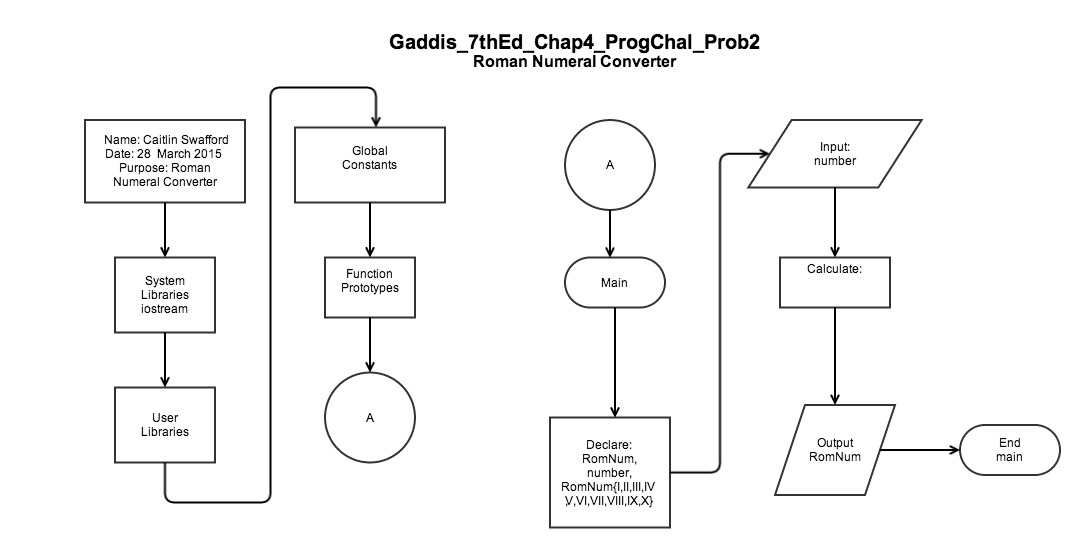 Gaddis_7thEd_Chap4_ProgChal_Prob2
Roman Numeral Converter
Name: Caitlin Swafford
Date: 28 March 2015
Purpose: Roman
Numeral Converter
System
Libraries
iostream
User
Libraries
Global
Constants
Function
Prototypes
A
A
Main
Declare:
RomNum,
number,
RomNum{I,II,III,IV
,V,VI,VII,VIII,IX,X}
Input:
number
Calculate:
Output
RomNum
End
main